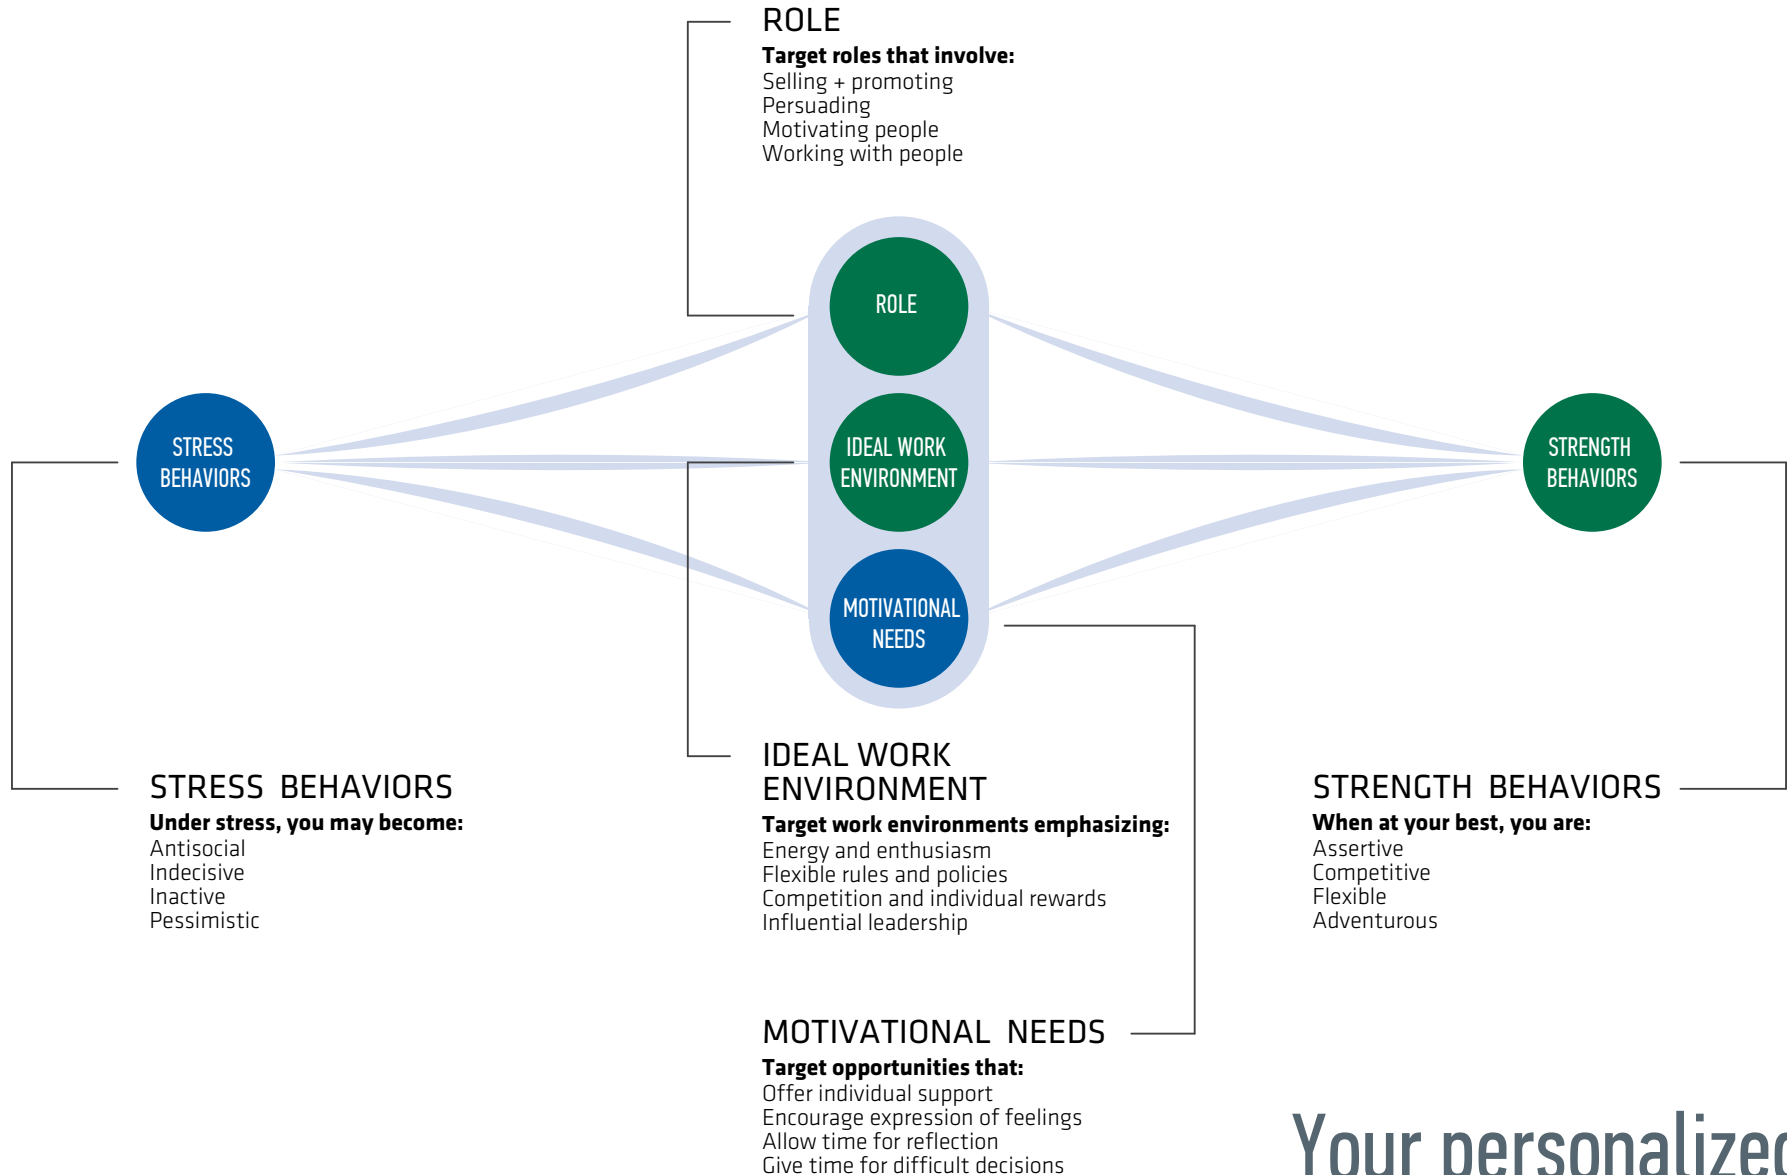 ROLE
Target roles that involve:
Selling + promoting
Persuading
Motivating people
Working with people
ROLE
STRESS
BEHAVIORS
IDEAL WORK
ENVIRONMENT
STRENGTH
BEHAVIORS
MOTIVATIONAL
NEEDS
STRESS BEHAVIORS
Under stress, you may become:
Antisocial
Indecisive
Inactive
Pessimistic
IDEAL WORK
ENVIRONMENT
Target work environments emphasizing:
Energy and enthusiasm
Flexible rules and policies
Competition and individual rewards
Influential leadership
STRENGTH BEHAVIORS
When at your best, you are:
Assertive
Competitive
Flexible
Adventurous
MOTIVATIONAL NEEDS
Target opportunities that:
Offer individual support
Encourage expression of feelings
Allow time for reflection
Give time for difficult decisions
Your personalized